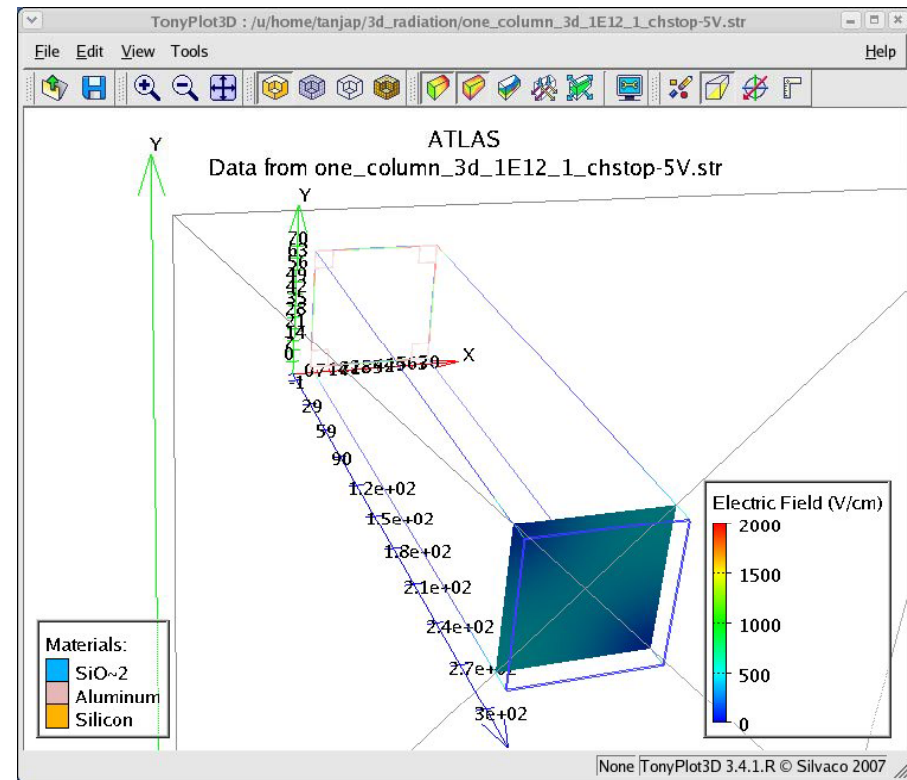 TonyPlot3D : /u/home/tanjap/3d_radiation/one_column_3d_1E12_1_chstop-5V.str
File Edit View Tools Help
ATLAS
Data from one_column_3d_1E12_1_chstop-5V.str
Y
Y
70
63
56
49
42
35
28
21
14
7
0
X
-1
29
59
90
1.2e+02
1.5e+02
1.8e+02
2.1e+02
2.4e+02
3e+02
Electric Field (V/cm)
2000
1500
1000
500
0
Materials:
SiO~2
Aluminum
Silicon
None TonyPlot3D 3.4.1.R © Silvaco 2007